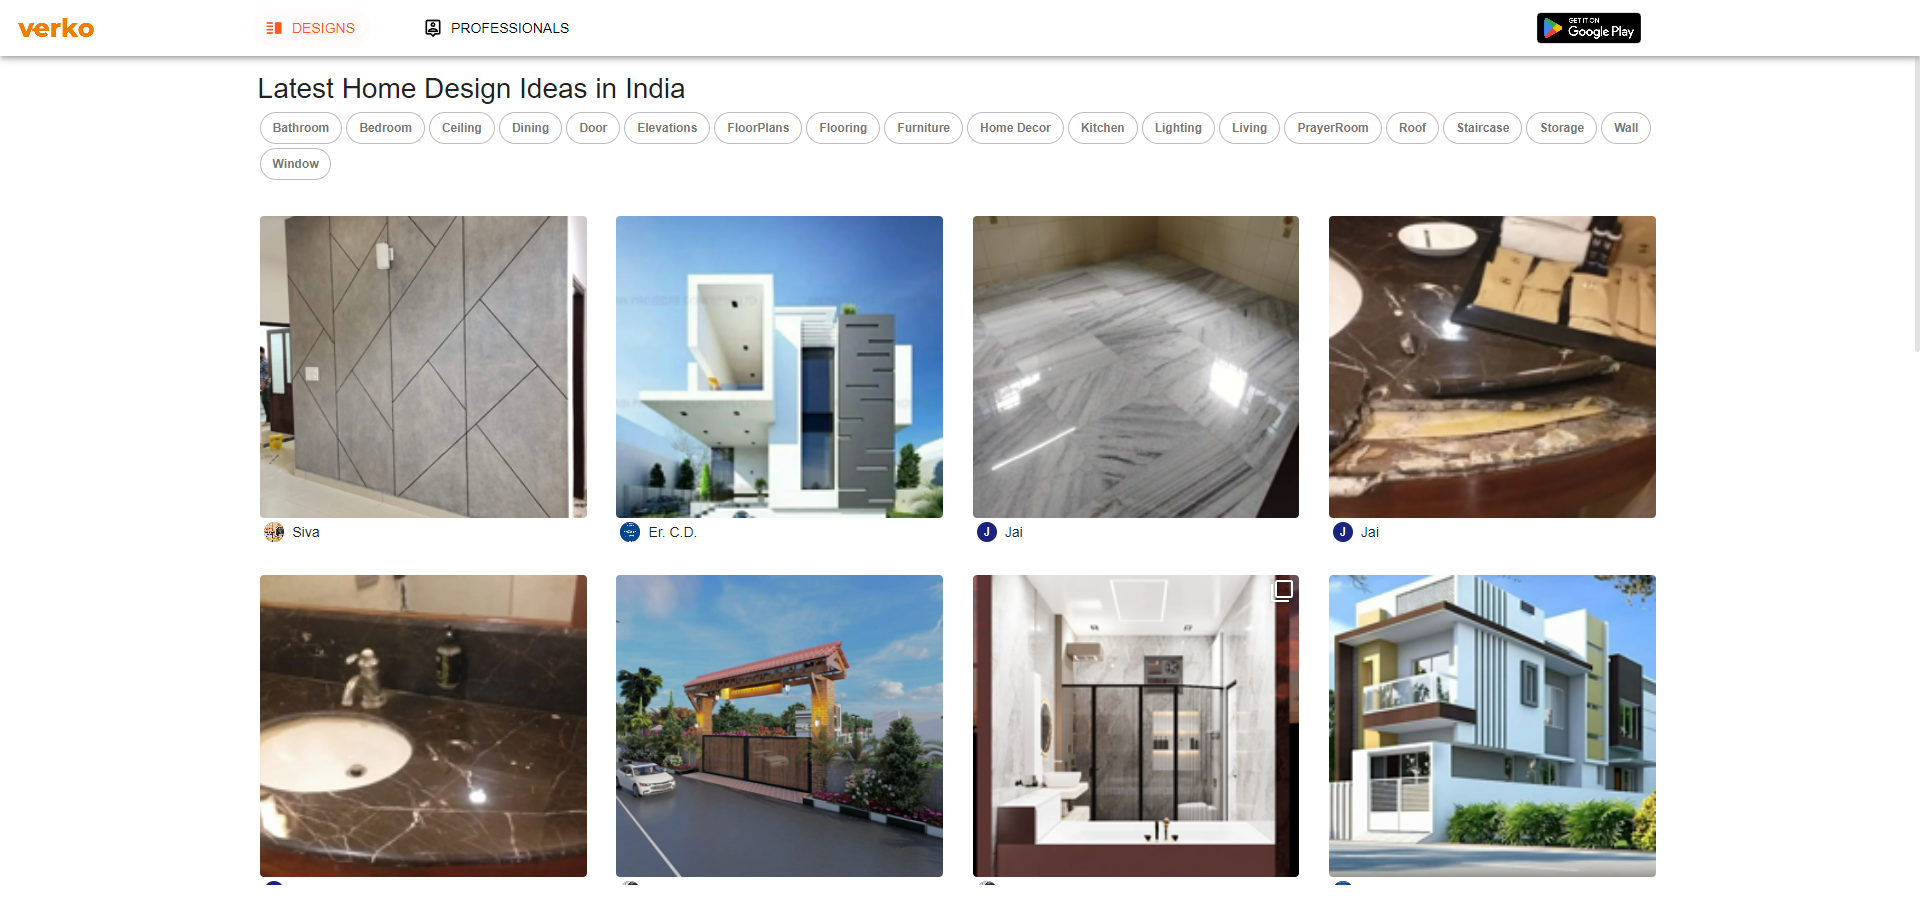 verko
DESIGNS
PROFESSIONALS
GET IT ON
Google Play
Latest Home Design Ideas in India
Bathroom
Bedroom
Ceiling
Dining
Door
Elevations
FloorPlans
Flooring
Furniture
Home Decor
Kitchen
Lighting
Living
PrayerRoom
Roof
Staircase
Storage
Wall
Window
Siva
Er. C.D.
J Jai
J Jai